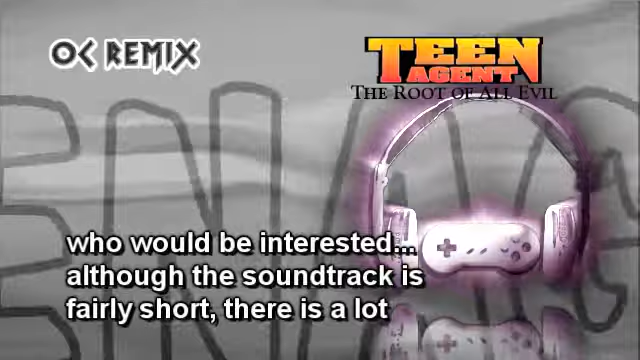 OC REMIX
TEEN
AGENT
THE ROOT OF ALL EVIL
who would be interested...
although the soundtrack is
fairly short, there is a lot